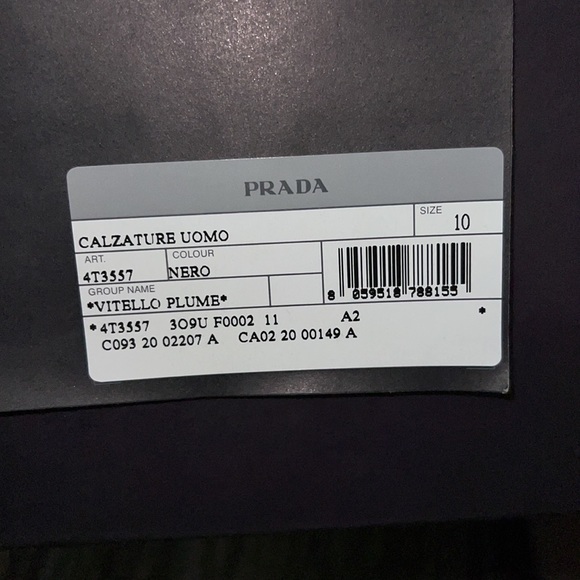 PRADA
SIZE
10
CALZATURE UOMO
ART. COLOUR
4T3557 NERO
GROUP NAME
*VITELLO PLUME*
8 059518 788155
*4T3557 3O9U F0002 11 A2 *
C093 20 02207 A CA02 20 00149 A